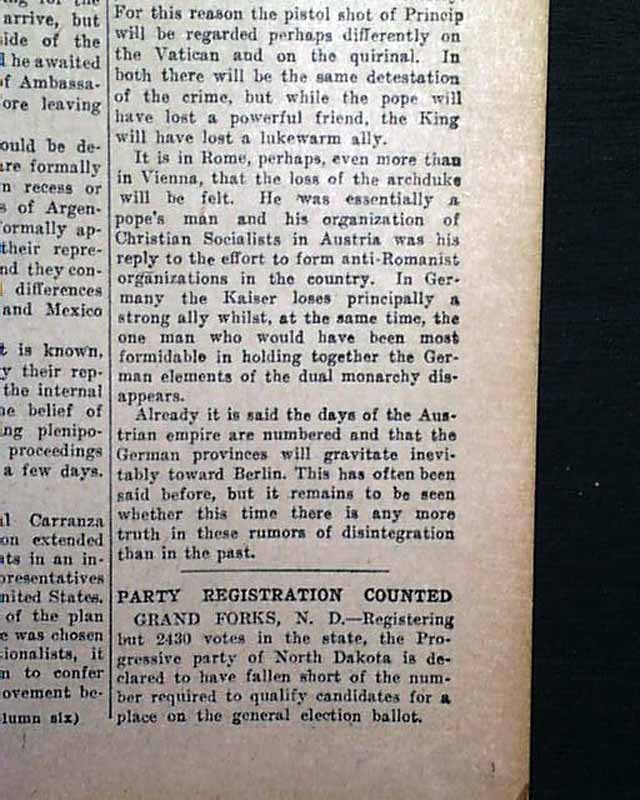 arrive, but
side of the
he awaited
of Ambassa-
ore leaving
ould be de-
are formally
n recess or
s of Argen-
formally ap-
their repre-
nd they con-
differences
and Mexico
t is known,
y their rep-
the internal
he belief of
ng plenipo-
proceedings
a few days.
al Carranza
on extended
ats in an in-
presentatives
nited States.
of the plan
e was chosen
ionalists, it
n to confer
ovement be-
lumn six)
For this reason the pistol shot of Princip
will be regarded perhaps differently on
the Vatican and on the quirinal. In
both there will be the same detestation
of the crime, but while the pope will
have lost a powerful friend, the King
will have lost a lukewarm ally.
It is in Rome, perhaps, even more than
in Vienna, that the loss of the archduke
will be felt. He was essentially a
pope's man and his organization of
Christian Socialists in Austria was his
reply to the effort to form anti-Romanist
organizations in the country. In Ger-
many the Kaiser loses principally a
strong ally whilst, at the same time, the
one man who would have been most
formidable in holding together the Ger-
man elements of the dual monarchy dis-
appears.
Already it is said the days of the Aus-
trian empire are numbered and that the
German provinces will gravitate inevi-
tably toward Berlin. This has often been
said before, but it remains to be seen
whether this time there is any more
truth in these rumors of disintegration
than in the past.
PARTY REGISTRATION COUNTED
GRAND FORKS, N. D.—Registering
but 2430 votes in the state, the Pro-
gressive party of North Dakota is de-
clared to have fallen short of the num-
ber required to qualify candidates for a
place on the general election ballot.